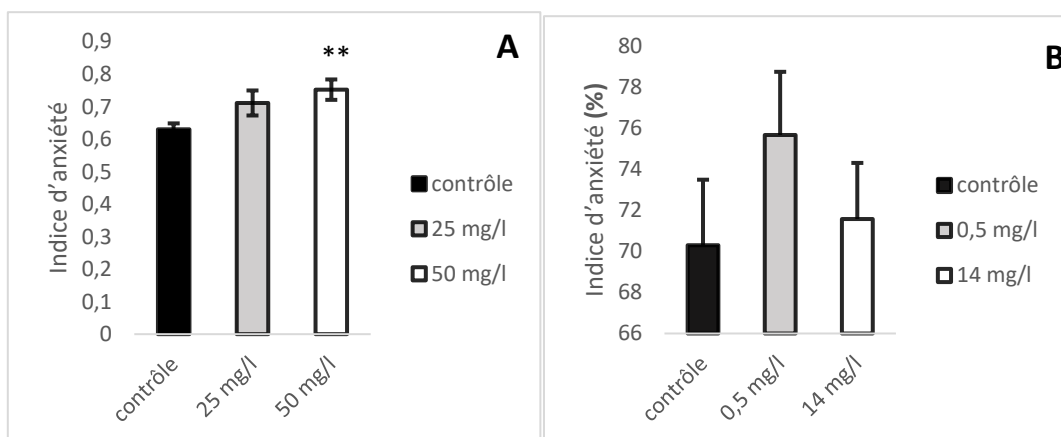 A
**
Indice d'anxiété
0,9
0,8
0,7
0,6
0,5
0,4
0,3
0,2
0,1
0
contrôle
25 mg/l
50 mg/l
contrôle
25 mg/l
50 mg/l
B
Indice d'anxiété (%)
80
78
76
74
72
70
68
66
contrôle
0,5 mg/l
14 mg/l
contrôle
0,5 mg/l
14 mg/l